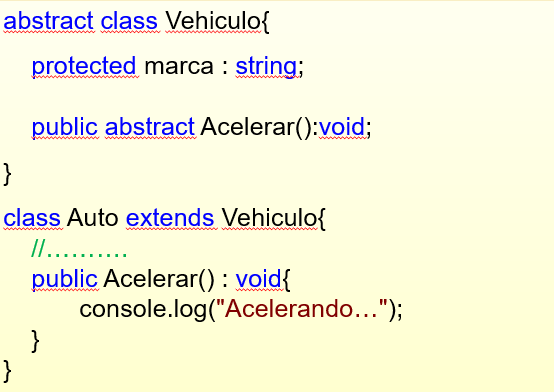 abstract class Vehiculo{
protected marca : string;
public abstract Acelerar():void;
}
class Auto extends Vehiculo{
//..........
public Acelerar() : void{
console.log("Acelerando…");
}
}